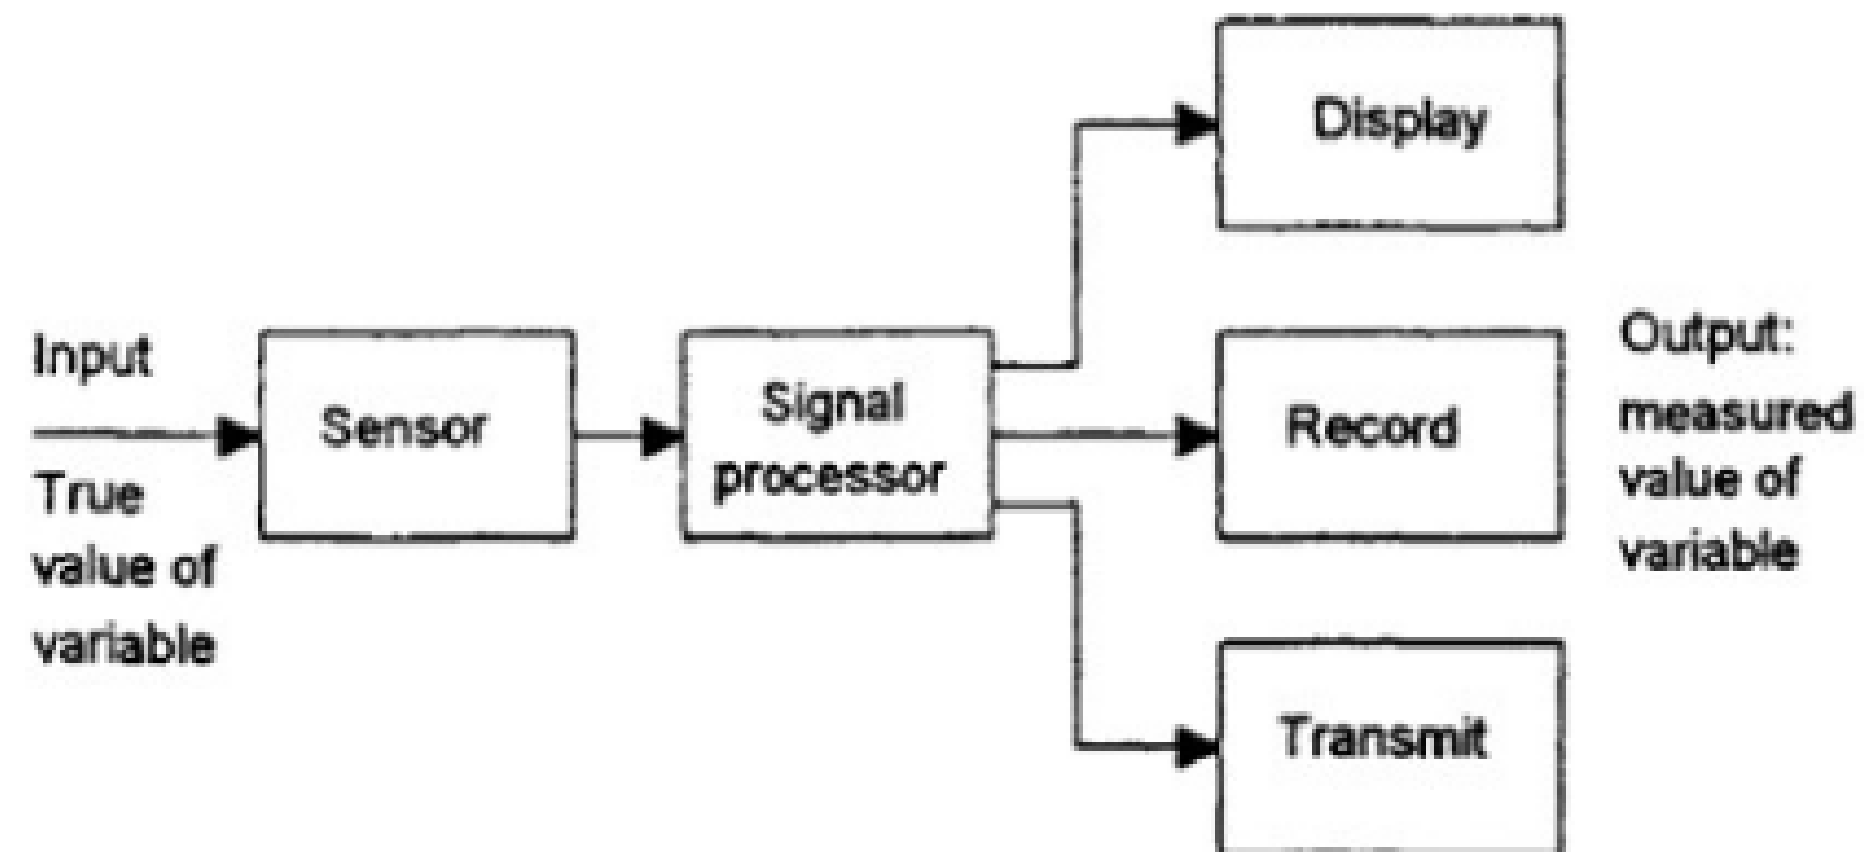 Display
Input
True
value of
variable
Sensor
Signal
processor
Record
Output:
measured
value of
variable
Transmit